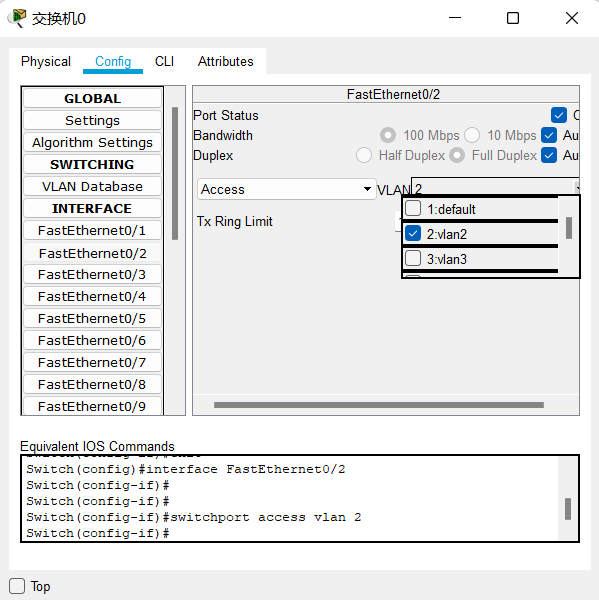 交换机0
Physical Config CLI Attributes
GLOBAL
Settings
Algorithm Settings
SWITCHING
VLAN Database
INTERFACE
FastEthernet0/1
FastEthernet0/2
FastEthernet0/3
FastEthernet0/4
FastEthernet0/5
FastEthernet0/6
FastEthernet0/7
FastEthernet0/8
FastEthernet0/9
FastEthernet0/2
Port Status
Bandwidth 100 Mbps 10 Mbps Au
Duplex Half Duplex Full Duplex Au
Access VLAN 2
1:default
2:vlan2
3:vlan3
Tx Ring Limit
Equivalent IOS Commands
Switch(config)#interface FastEthernet0/2
Switch(config-if)#
Switch(config-if)#
Switch(config-if)#switchport access vlan 2
Switch(config-if)#
Top